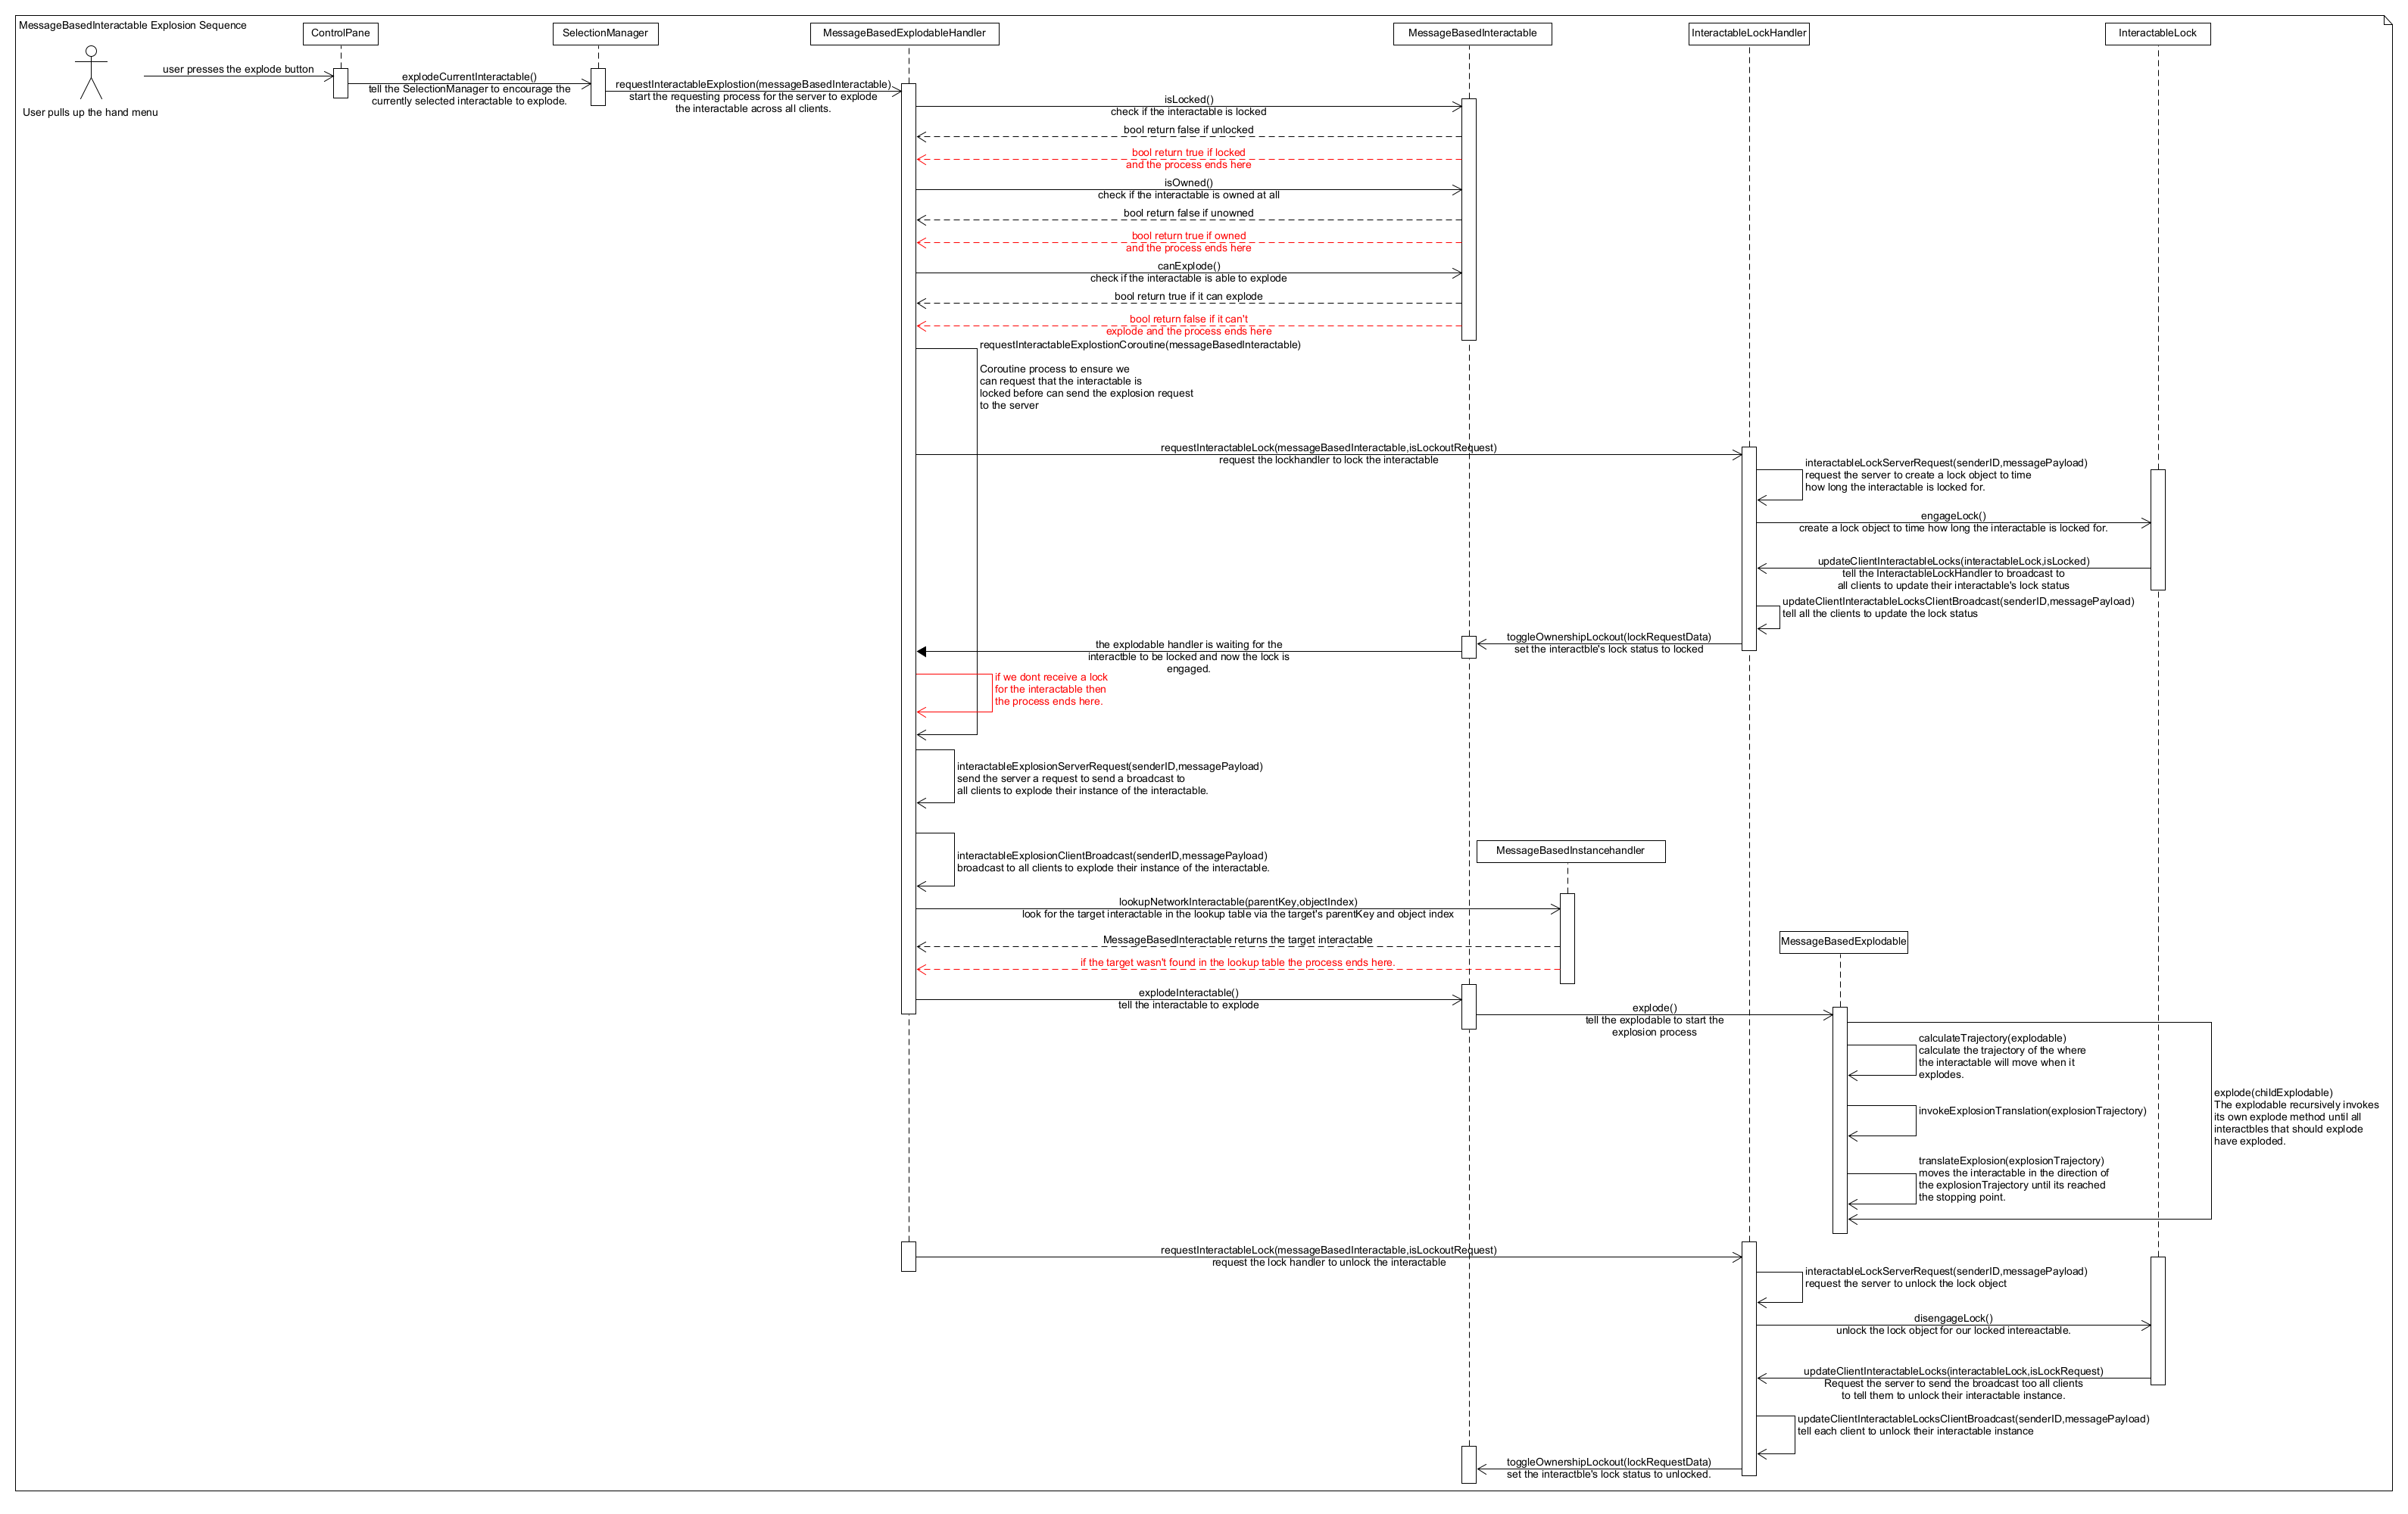 MessageBasedInteractable Explosion Sequence
ControlPane
SelectionManager
MessageBasedExplodableHandler
MessageBasedInteractable
InteractableLockHandler
InteractableLock
User pulls up the hand menu
user presses the explode button
explodeCurrentInteractable()
tell the SelectionManager to encourage the
currently selected interactable to explode.
requestInteractableExplostion(messageBasedInteractable)
start the requesting process for the server to explode
the interactable across all clients.
isLocked()
check if the interactable is locked
bool return false if unlocked
bool return true if locked
and the process ends here
isOwned()
check if the interactable is owned at all
bool return false if unowned
bool return true if owned
and the process ends here
canExplode()
check if the interactable is able to explode
bool return true if it can explode
bool return false if it can't
explode and the process ends here
requestInteractableExplostionCoroutine(messageBasedInteractable)
Coroutine process to ensure we
can request that the interactable is
locked before can send the explosion request
to the server
requestInteractableLock(messageBasedInteractable,isLockoutRequest)
request the lockhandler to lock the interactable
interactableLockServerRequest(senderID,messagePayload)
request the server to create a lock object to time
how long the interactable is locked for.
engageLock()
create a lock object to time how long the interactable is locked for.
updateClientInteractableLocks(interactableLock,isLocked)
tell the InteractableLockHandler to broadcast to
all clients to update their interactable's lock status
updateClientInteractableLocksClientBroadcast(senderID,messagePayload)
tell all the clients to update the lock status
toggleOwnershipLockout(lockRequestData)
set the interactble's lock status to locked
the explodable handler is waiting for the
interactble to be locked and now the lock is
engaged.
if we dont receive a lock
for the interactable then
the process ends here.
interactableExplosionServerRequest(senderID,messagePayload)
send the server a request to send a broadcast to
all clients to explode their instance of the interactable.
interactableExplosionClientBroadcast(senderID,messagePayload)
broadcast to all clients to explode their instance of the interactable.
MessageBasedInstancehandler
lookupNetworkInteractable(parentKey,objectIndex)
look for the target interactable in the lookup table via the target's parentKey and object index
MessageBasedInteractable returns the target interactable
if the target wasn't found in the lookup table the process ends here.
MessageBasedExplodable
explodeInteractable()
tell the interactable to explode
explode()
tell the explodable to start the
explosion process
calculateTrajectory(explodable)
calculate the trajectory of the where
the interactable will move when it
explodes.
invokeExplosionTranslation(explosionTrajectory)
translateExplosion(explosionTrajectory)
moves the interactable in the direction of
the explosionTrajectory until its reached
the stopping point.
explode(childExplodable)
The explodable recursively invokes
its own explode method until all
interactbles that should explode
have exploded.
requestInteractableLock(messageBasedInteractable,isLockoutRequest)
request the lock handler to unlock the interactable
interactableLockServerRequest(senderID,messagePayload)
request the server to unlock the lock object
disengageLock()
unlock the lock object for our locked intereactable.
updateClientInteractableLocks(interactableLock,isLockRequest)
Request the server to send the broadcast too all clients
to tell them to unlock their interactable instance.
updateClientInteractableLocksClientBroadcast(senderID,messagePayload)
tell each client to unlock their interactable instance
toggleOwnershipLockout(lockRequestData)
set the interactble's lock status to unlocked.